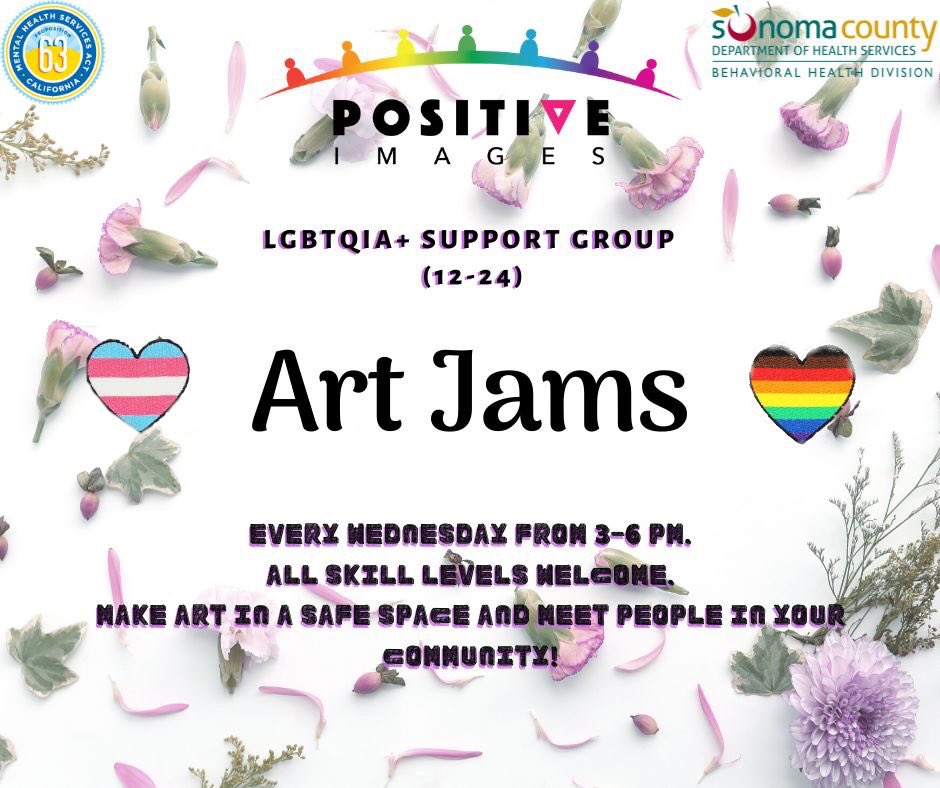 MENTAL HEALTH SERVICES ACT
PROPOSITION
63
CALIFORNIA
sonoma county
DEPARTMENT OF HEALTH SERVICES
BEHAVIORAL HEALTH DIVISION
POSITIVE
IMAGES
LGBTQIA+ SUPPORT GROUP
(12-24)
Art Jams
EVERY WEDNESDAY FROM 3-6 PM.
ALL SKILL LEVELS WELCOME.
MAKE ART IN A SAFE SPACE AND MEET PEOPLE IN YOUR
COMMUNITY!